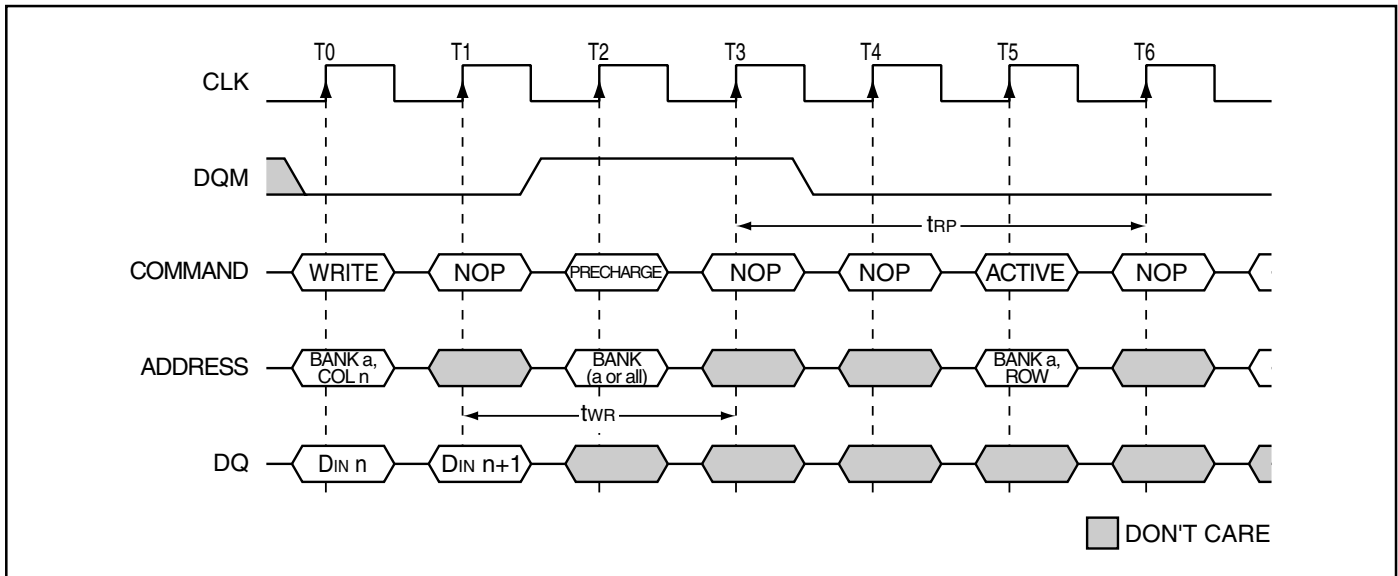 T0 T1 T2 T3 T4 T5 T6
CLK
DQM
tRP
COMMAND WRITE NOP PRECHARGE NOP NOP ACTIVE NOP
ADDRESS BANK a, COL n BANK (a or all) BANK a, ROW
tWR
DQ DIN n DIN n+1
DON'T CARE